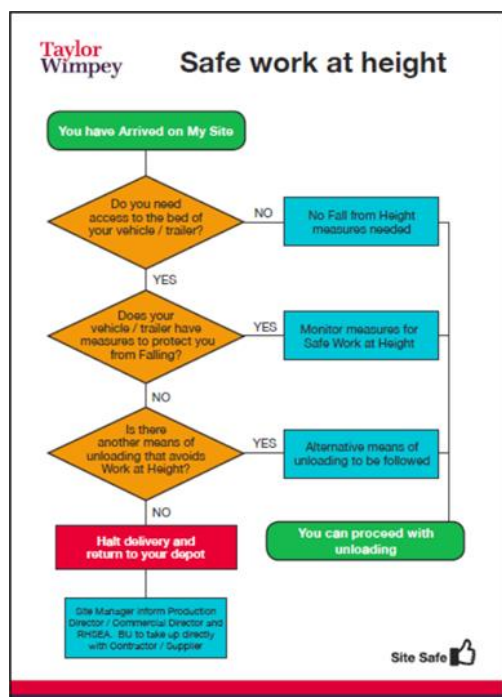 Taylor
Wimpey
Safe work at height
You have Arrived on My Site
Do you need
access to the bed of
your vehicle / trailer?
NO
No Fall from Height
measures needed
YES
Does your
vehicle / trailer have
measures to protect you
from Falling?
YES
Monitor measures for
Safe Work at Height
NO
Is there
another means of
unloading that avoids
Work at Height?
YES
Alternative means of
unloading to be followed
NO
Halt delivery and
return to your depot
You can proceed with
unloading
Site Manager inform Production
Director / Commercial Director and
RHSEA. BU to take up directly
with Contractor / Supplier
Site Safe